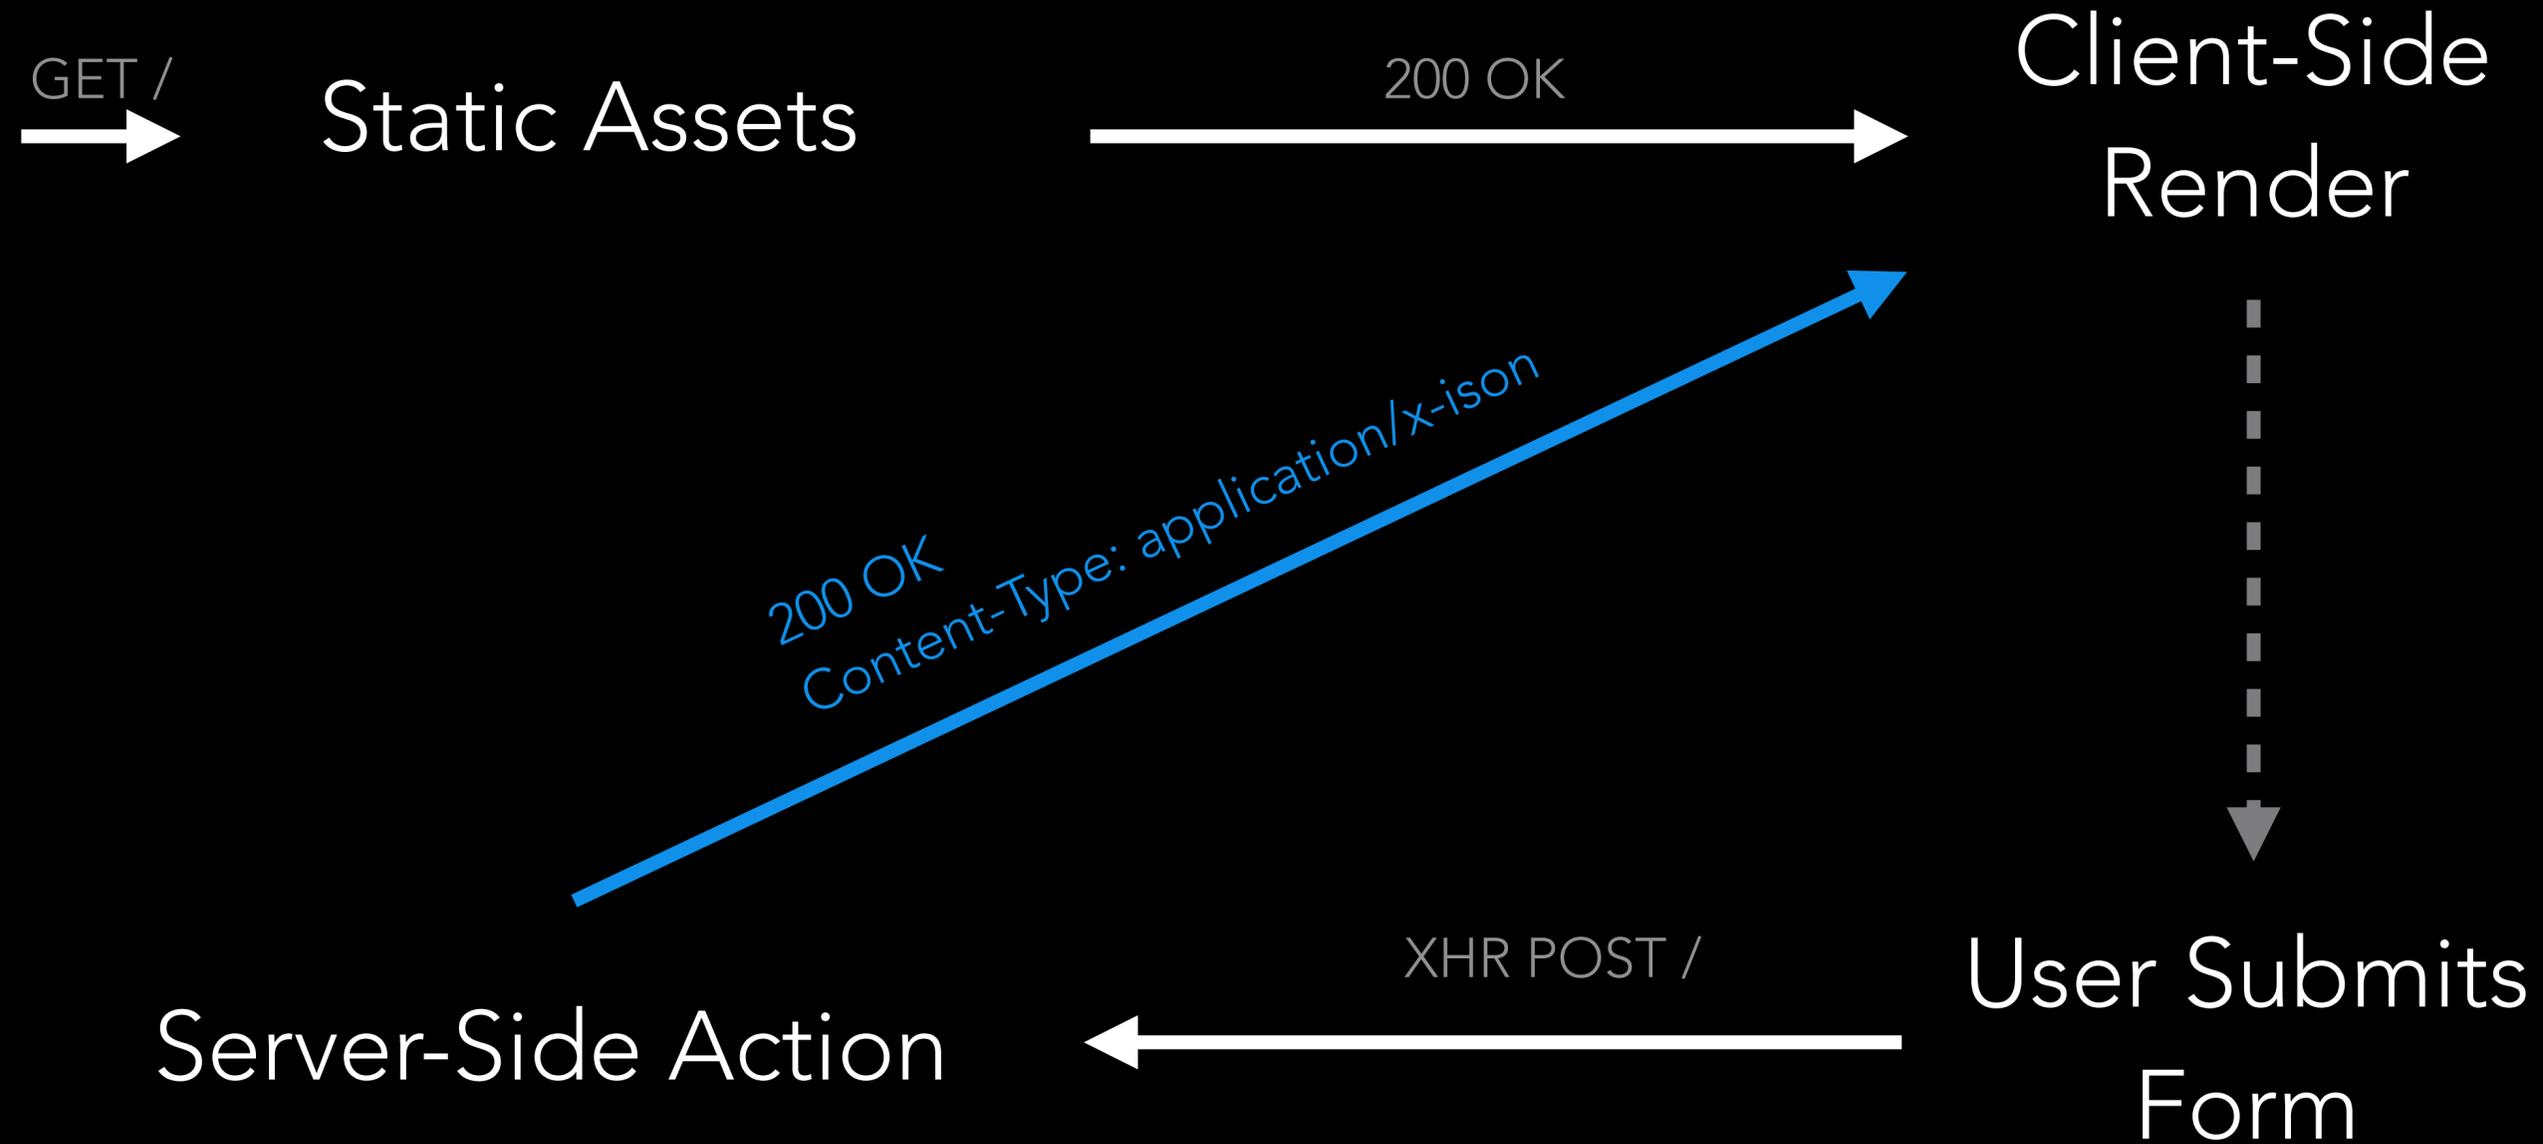 GET /
Static Assets
200 OK
Client-Side
Render
200 OK
Content-Type: application/x-ison
XHR POST /
Server-Side Action
User Submits
Form